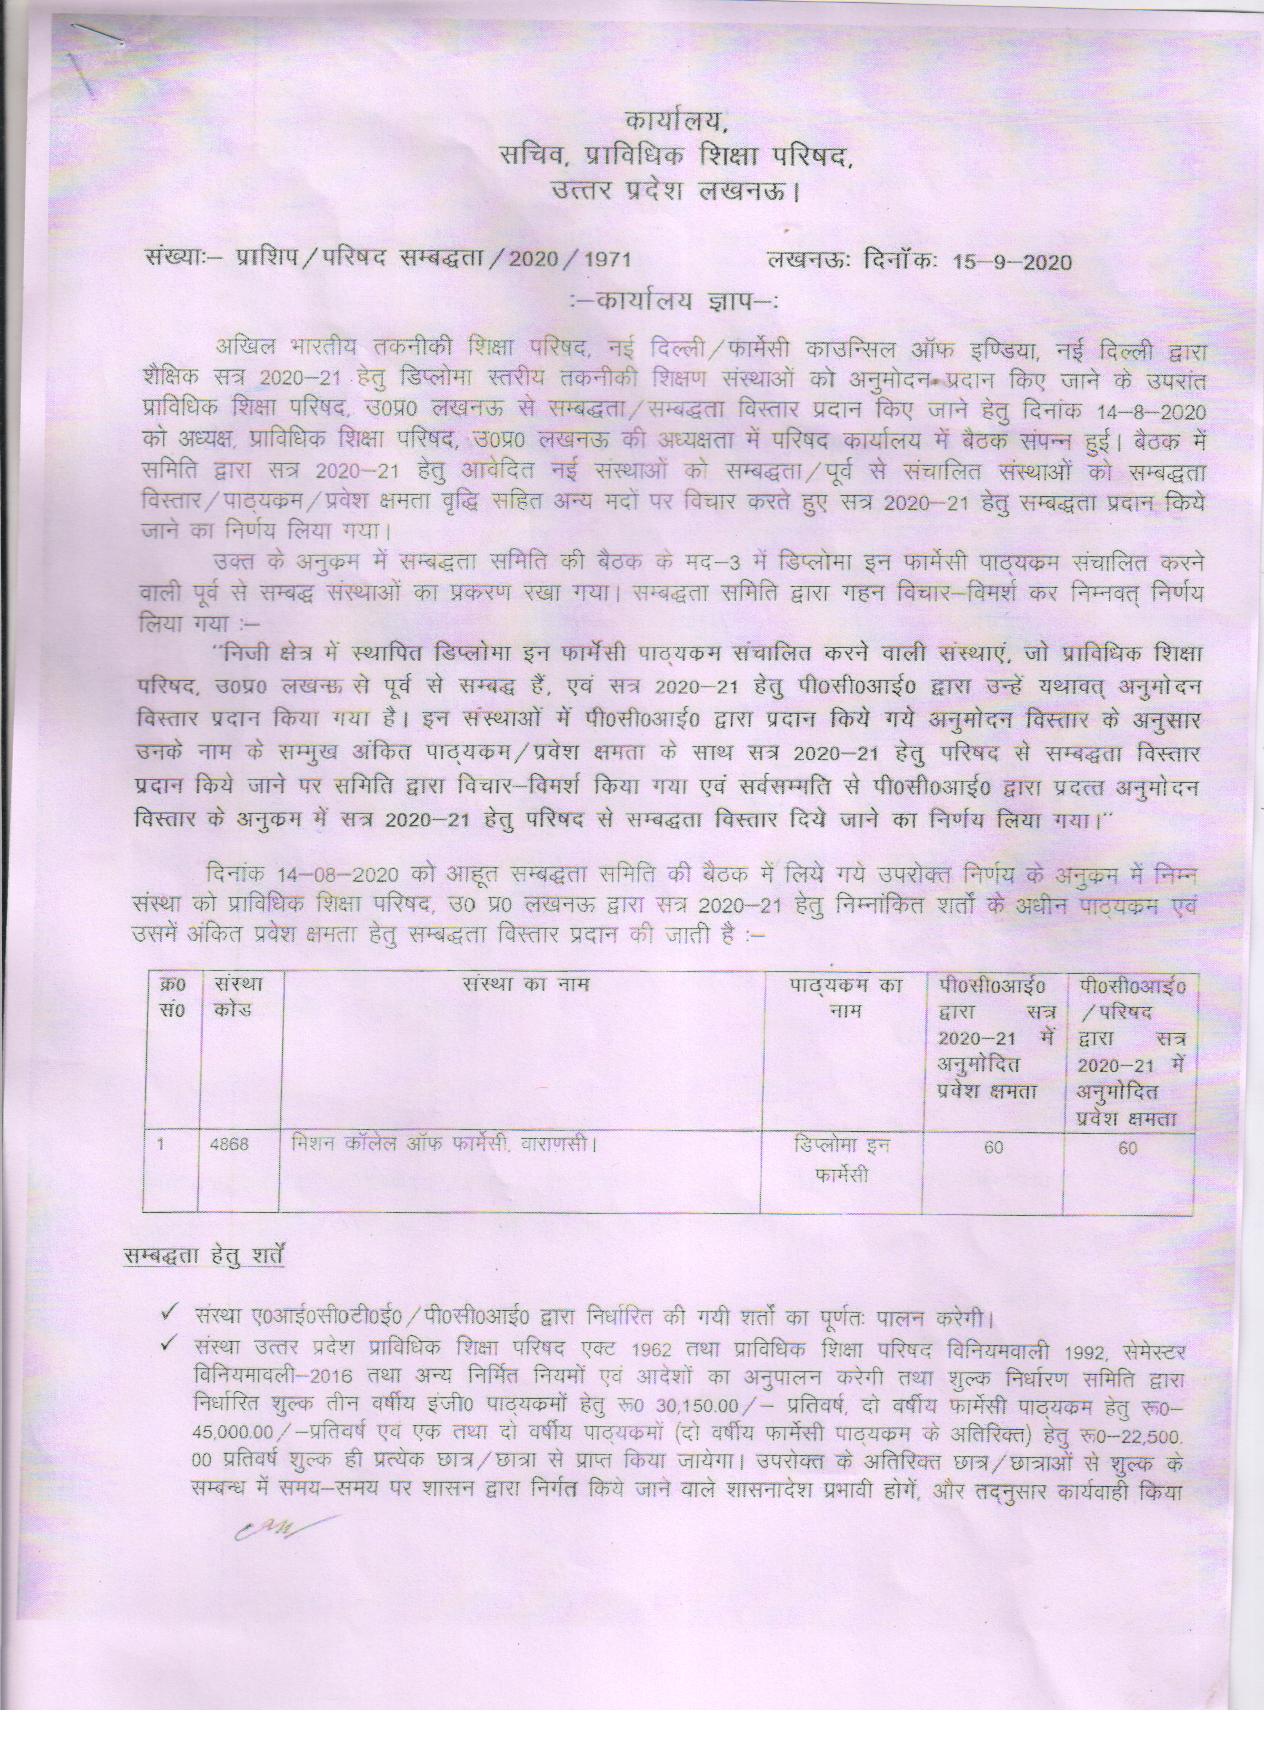 कार्यालय,
सचिव, प्राविधिक शिक्षा परिषद,
उत्तर प्रदेश लखनऊ।
संख्याः– प्राशिप/परिषद सम्बद्धता/2020/1971 लखनऊः दिनॉकः 15–9–2020
:–कार्यालय ज्ञाप–:
अखिल भारतीय तकनीकी शिक्षा परिषद, नई दिल्ली/फार्मेसी काउन्सिल ऑफ इण्डिया, नई दिल्ली द्वारा
शैक्षिक सत्र 2020–21 हेतु डिप्लोमा स्तरीय तकनीकी शिक्षण संस्थाओं को अनुमोदन प्रदान किए जाने के उपरांत
प्राविधिक शिक्षा परिषद, उ0प्र0 लखनऊ से सम्बद्धता/सम्बद्धता विस्तार प्रदान किए जाने हेतु दिनांक 14–8–2020
को अध्यक्ष, प्राविधिक शिक्षा परिषद, उ0प्र0 लखनऊ की अध्यक्षता में परिषद कार्यालय में बैठक संपन्न हुई। बैठक में
समिति द्वारा सत्र 2020–21 हेतु आवेदित नई संस्थाओं को सम्बद्धता/पूर्व से संचालित संस्थाओं को सम्बद्धता
विस्तार/पाठ्यकम/प्रवेश क्षमता वृद्धि सहित अन्य मदों पर विचार करते हुए सत्र 2020–21 हेतु सम्बद्धता प्रदान किये
जाने का निर्णय लिया गया।
उक्त के अनुकम में सम्बद्धता समिति की बैठक के मद–3 में डिप्लोमा इन फार्मेसी पाठ्यकम संचालित करने
वाली पूर्व से सम्बद्ध संस्थाओं का प्रकरण रखा गया। सम्बद्धता समिति द्वारा गहन विचार–विमर्श कर निम्नवत् निर्णय
लिया गया :–
“निजी क्षेत्र में स्थापित डिप्लोमा इन फार्मेसी पाठ्यकम संचालित करने वाली संस्थाएं, जो प्राविधिक शिक्षा
परिषद, उ0प्र0 लखनऊ से पूर्व से सम्बद्ध हैं, एवं सत्र 2020–21 हेतु पी0सी0आई0 द्वारा उन्हें यथावत् अनुमोदन
विस्तार प्रदान किया गया है। इन संस्थाओं में पी0सी0आई0 द्वारा प्रदान किये गये अनुमोदन विस्तार के अनुसार
उनके नाम के सम्मुख अंकित पाठ्यकम/प्रवेश क्षमता के साथ सत्र 2020–21 हेतु परिषद से सम्बद्धता विस्तार
प्रदान किये जाने पर समिति द्वारा विचार–विमर्श किया गया एवं सर्वसम्मति से पी0सी0आई0 द्वारा प्रदत्त अनुमोदन
विस्तार के अनुकम में सत्र 2020–21 हेतु परिषद से सम्बद्धता विस्तार दिये जाने का निर्णय लिया गया।”
दिनांक 14–08–2020 को आहूत सम्बद्धता समिति की बैठक में लिये गये उपरोक्त निर्णय के अनुकम में निम्न
संस्था को प्राविधिक शिक्षा परिषद, उ0 प्र0 लखनऊ द्वारा सत्र 2020–21 हेतु निम्नांकित शर्तों के अधीन पाठ्यकम एवं
उसमें अंकित प्रवेश क्षमता हेतु सम्बद्धता विस्तार प्रदान की जाती है :–
क्र0 संस्था संस्था का नाम पाठ्यकम का पी0सी0आई0 पी0सी0आई0
सं0 कोड नाम द्वारा सत्र /परिषद
2020–21 में द्वारा सत्र
अनुमोदित 2020–21 में
प्रवेश क्षमता अनुमोदित
प्रवेश क्षमता
1 4868 मिशन कॉलेल ऑफ फार्मेसी, वाराणसी। डिप्लोमा इन 60 60
फार्मेसी
सम्बद्धता हेतु शर्तें
✓ संस्था ए0आई0सी0टी0ई0/पी0सी0आई0 द्वारा निर्धारित की गयी शर्तों का पूर्णतः पालन करेगी।
✓ संस्था उत्तर प्रदेश प्राविधिक शिक्षा परिषद एक्ट 1962 तथा प्राविधिक शिक्षा परिषद विनियमवाली 1992, सेमेस्टर
विनियमावली–2016 तथा अन्य निर्मित नियमों एवं आदेशों का अनुपालन करेगी तथा शुल्क निर्धारण समिति द्वारा
निर्धारित शुल्क तीन वर्षीय इंजी0 पाठ्यकमों हेतु रू0 30,150.00/– प्रतिवर्ष, दो वर्षीय फार्मेसी पाठ्यकम हेतु रू0–
45,000.00/–प्रतिवर्ष एवं एक तथा दो वर्षीय पाठ्यकमों (दो वर्षीय फार्मेसी पाठ्यकम के अतिरिक्त) हेतु रू0–22,500.
00 प्रतिवर्ष शुल्क ही प्रत्येक छात्र/छात्रा से प्राप्त किया जायेगा। उपरोक्त के अतिरिक्त छात्र/छात्राओं से शुल्क के
सम्बन्ध में समय–समय पर शासन द्वारा निर्गत किये जाने वाले शासनादेश प्रभावी होगें, और तद्नुसार कार्यवाही किया